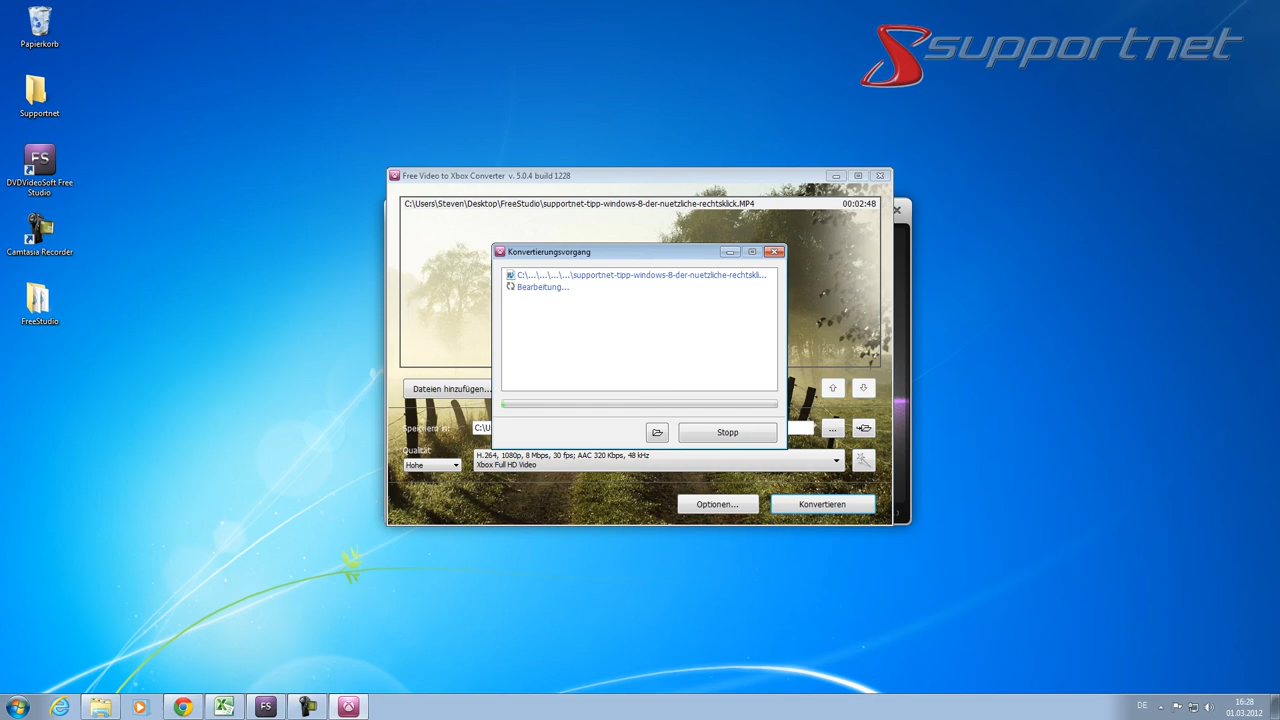 Papierkorb
Supportnet
DVDVideoSoft Free
Studio
Camtasia Recorder
FreeStudio
supportnet
Free Video to Xbox Converter v. 5.0.4 build 1228
C:\Users\Steven\Desktop\FreeStudio\supportnet-tipp-windows-8-der-nuetzliche-rechtsklick.MP4 00:02:48
Konvertierungsvorgang
C:\...\...\...\...\supportnet-tipp-windows-8-der-nuetzliche-rechtskli...
Bearbeitung...
Dateien hinzufügen...
Speichern in: C:\U
...
Stopp
Qualität:
Hohe
H.264, 1080p, 8 Mbps, 30 fps; AAC 320 Kbps, 48 kHz
Xbox Full HD Video
Optionen...
Konvertieren
FS
FS
DE
16:28
01.03.2012